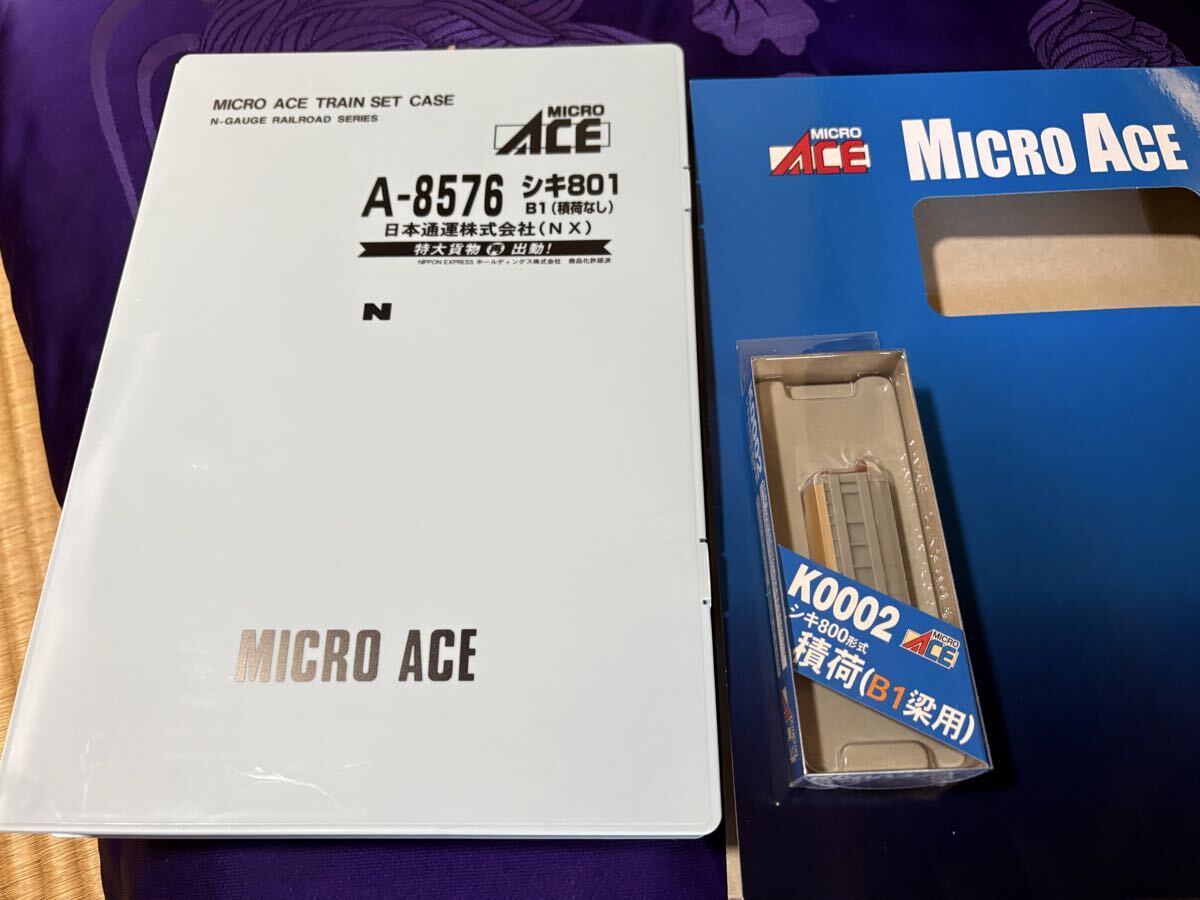 MICRO ACE TRAIN SET CASE
N-GAUGE RAILROAD SERIES
MICRO
ACE
A-8576 シキ801
B1(積荷なし)
日本通運株式会社(NX)
特大貨物 再 出動!
NIPPON EXPRESS ホールディングス株式会社 商品化許諾済
N
MICRO ACE
MICRO
ACE
MICRO ACE
K0002
K0002
シキ800形式
積荷(B1梁用)
MICRO
ACE